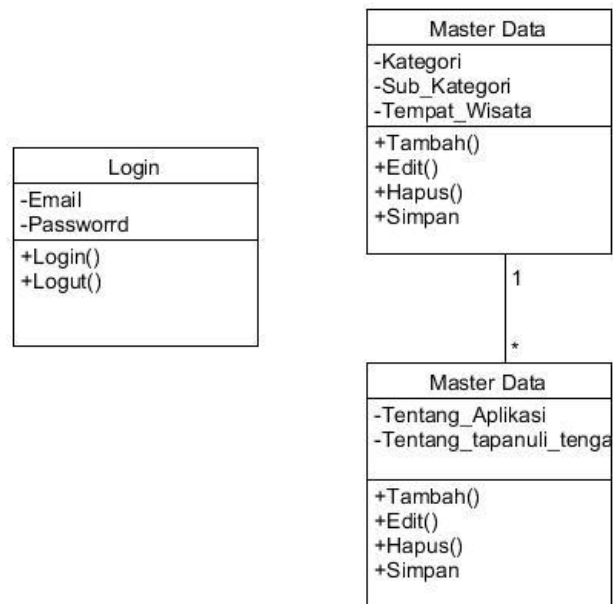 Login
-Email
-Passworrd
+Login()
+Logut()
Master Data
-Kategori
-Sub_Kategori
-Tempat_Wisata
+Tambah()
+Edit()
+Hapus()
+Simpan
1
*
Master Data
-Tentang_Aplikasi
-Tentang_tapanuli_tenga
+Tambah()
+Edit()
+Hapus()
+Simpan